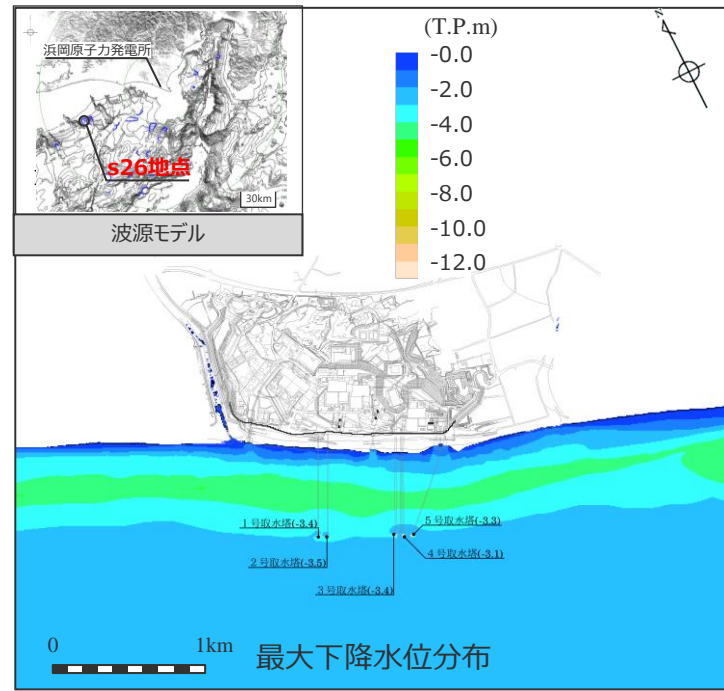 浜岡原子力発電所
s26地点
30km
波源モデル
(T.P.m)
-0.0
-2.0
-4.0
-6.0
-8.0
-10.0
-12.0
N
1号取水塔(-3.4)
2号取水塔(-3.5)
3号取水塔(-3.4)
5号取水塔(-3.3)
4号取水塔(-3.1)
0 1km
最大下降水位分布